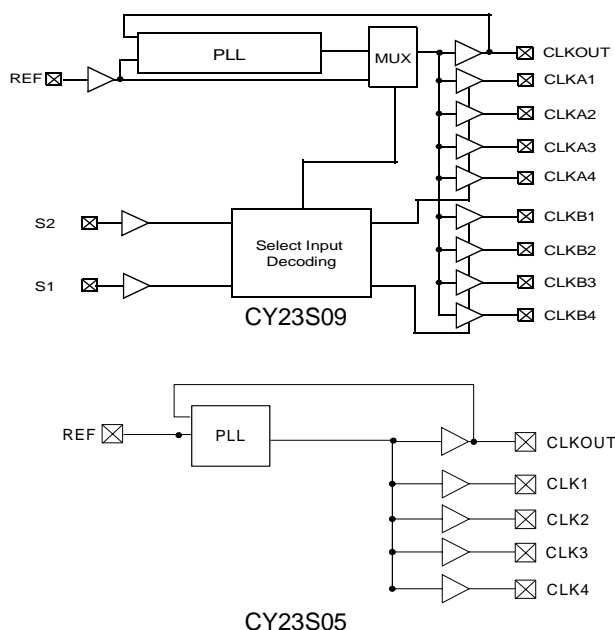 PLL
MUX
REF
CLKOUT
CLKA1
CLKA2
CLKA3
CLKA4
S2
S1
Select Input
Decoding
CLKB1
CLKB2
CLKB3
CLKB4
CY23S09
REF
PLL
CLKOUT
CLK1
CLK2
CLK3
CLK4
CY23S05